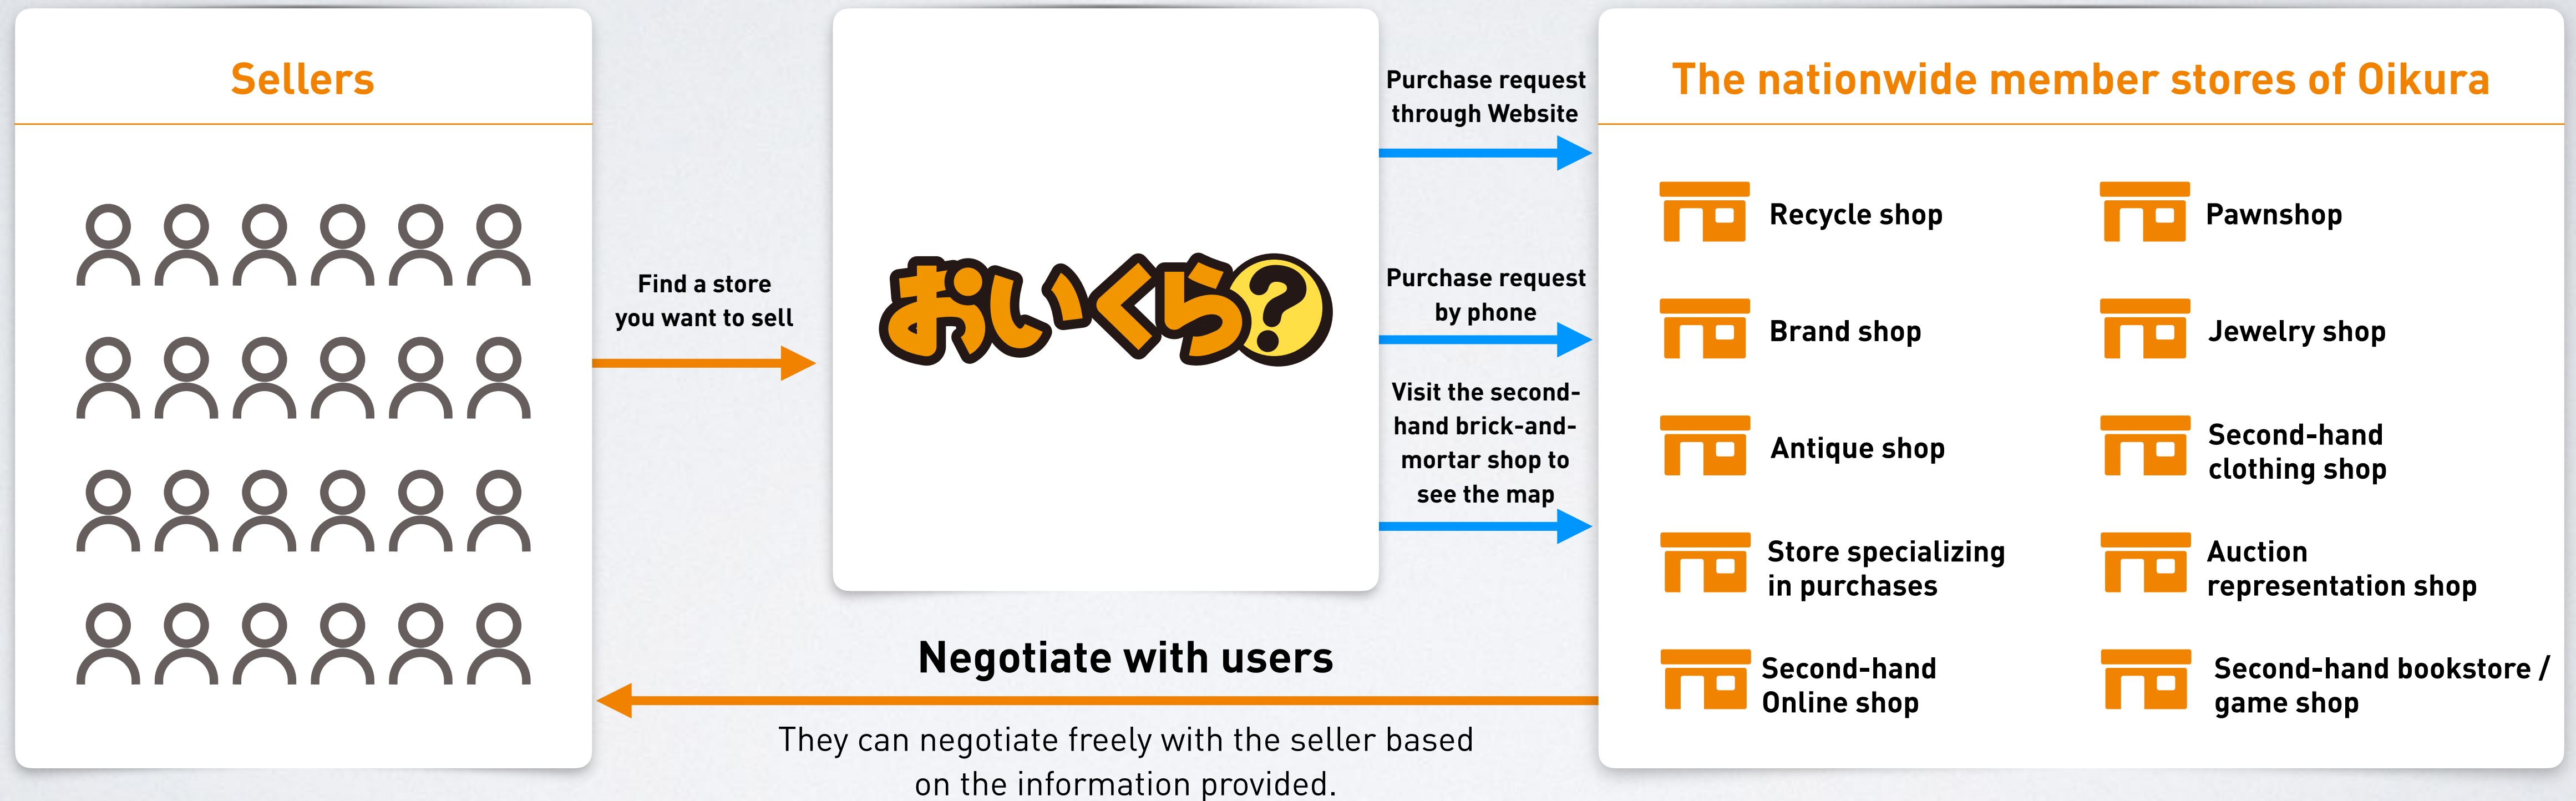 Sellers
Find a store
you want to sell
おいくら?
Purchase request
through Website
Purchase request
by phone
Visit the second-
hand brick-and-
mortar shop to
see the map
Negotiate with users
They can negotiate freely with the seller based
on the information provided.
The nationwide member stores of Oikura
Recycle shop
Pawnshop
Brand shop
Jewelry shop
Antique shop
Second-hand
clothing shop
Store specializing
in purchases
Auction
representation shop
Second-hand
Online shop
Second-hand bookstore /
game shop